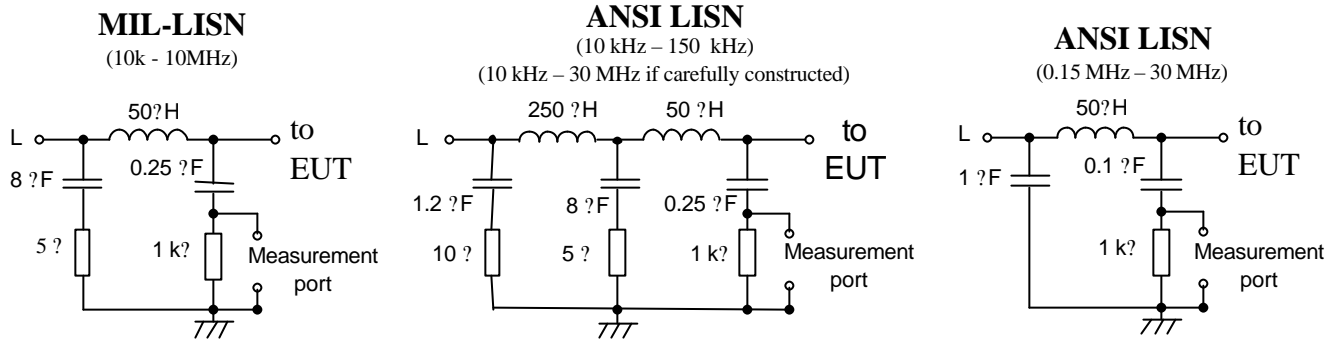 MIL-LISN
(10k - 10MHz)
50?H
L
to
EUT
8 ?F
0.25 ?F
5 ?
1 k?
Measurement
port
ANSI LISN
(10 kHz – 150 kHz)
(10 kHz – 30 MHz if carefully constructed)
250 ?H
50 ?H
L
to
EUT
1.2 ?F
8 ?F
0.25 ?F
10 ?
5 ?
1 k?
Measurement
port
ANSI LISN
(0.15 MHz – 30 MHz)
50?H
L
to
EUT
1 ?F
0.1 ?F
1 k?
Measurement
port